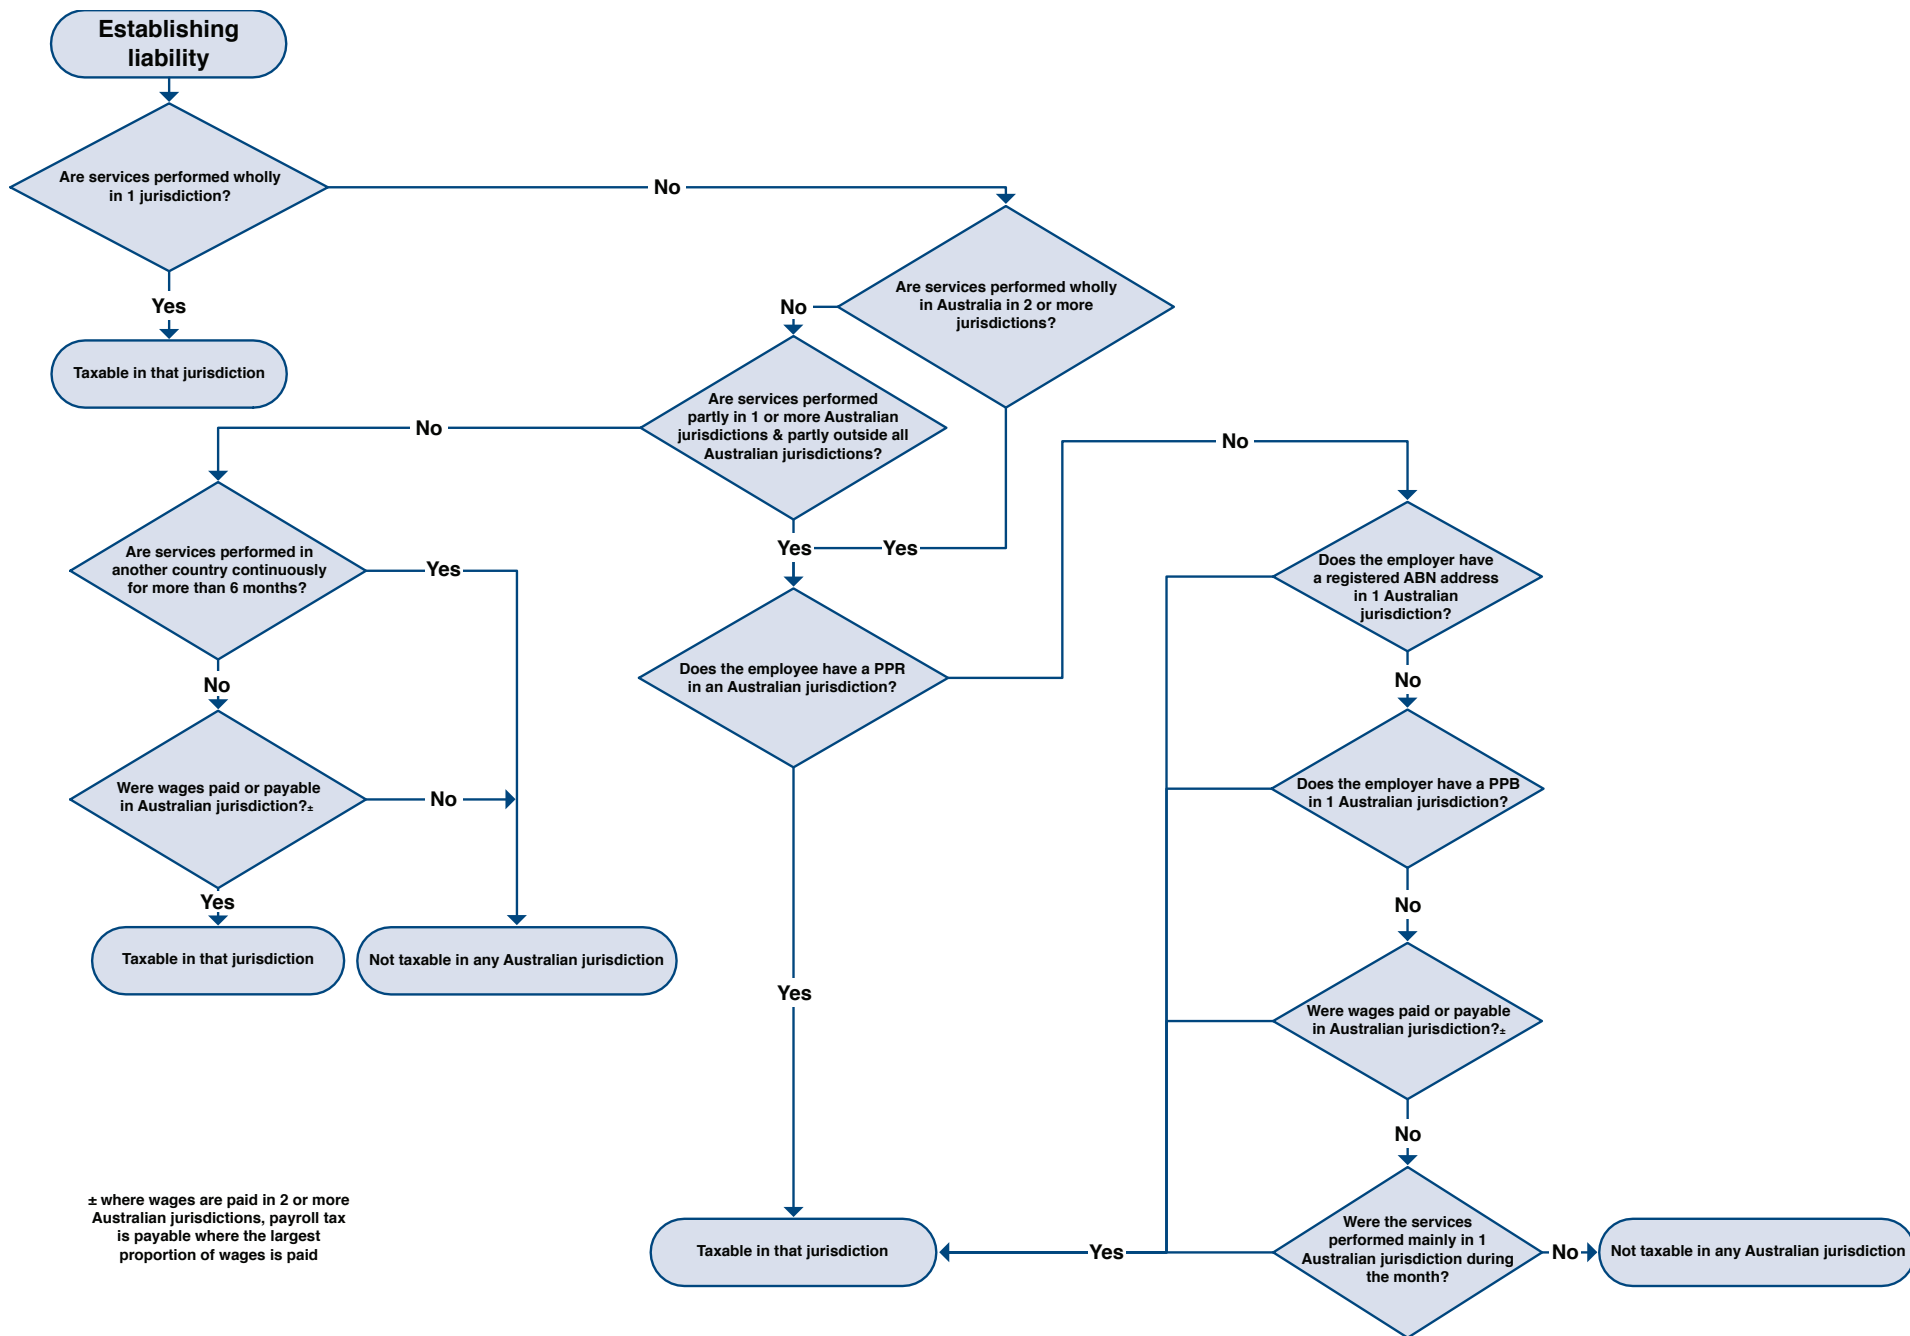 Establishing
liability
Are services performed wholly
in 1 jurisdiction?
No
Yes
Taxable in that jurisdiction
Are services performed wholly
in Australia in 2 or more
jurisdictions?
No
Are services performed
partly in 1 or more Australian
jurisdictions & partly outside all
Australian jurisdictions?
No
Yes
Yes
Are services performed in
another country continuously
for more than 6 months?
Yes
No
Were wages paid or payable
in Australian jurisdiction?±
No
Yes
Taxable in that jurisdiction
Not taxable in any Australian jurisdiction
Does the employee have a PPR
in an Australian jurisdiction?
No
Yes
Does the employer have
a registered ABN address
in 1 Australian
jurisdiction?
No
Does the employer have a PPB
in 1 Australian jurisdiction?
No
Were wages paid or payable
in Australian jurisdiction?±
No
Were the services
performed mainly in 1
Australian jurisdiction during
the month?
Yes
No
Taxable in that jurisdiction
Not taxable in any Australian jurisdiction
± where wages are paid in 2 or more
Australian jurisdictions, payroll tax
is payable where the largest
proportion of wages is paid